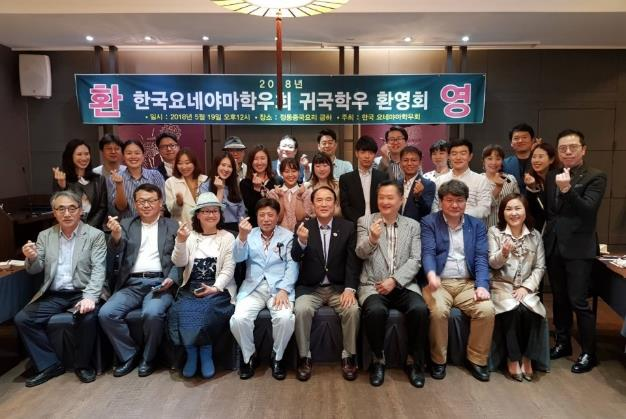 2018년
환 한국요네야마학우회 귀국학우 환영회 영
• 일시 : 2018년 5월 19일 오후12시 • 장소 : 정통중국요리 금하 • 주최 : 한국 요네야마학우회